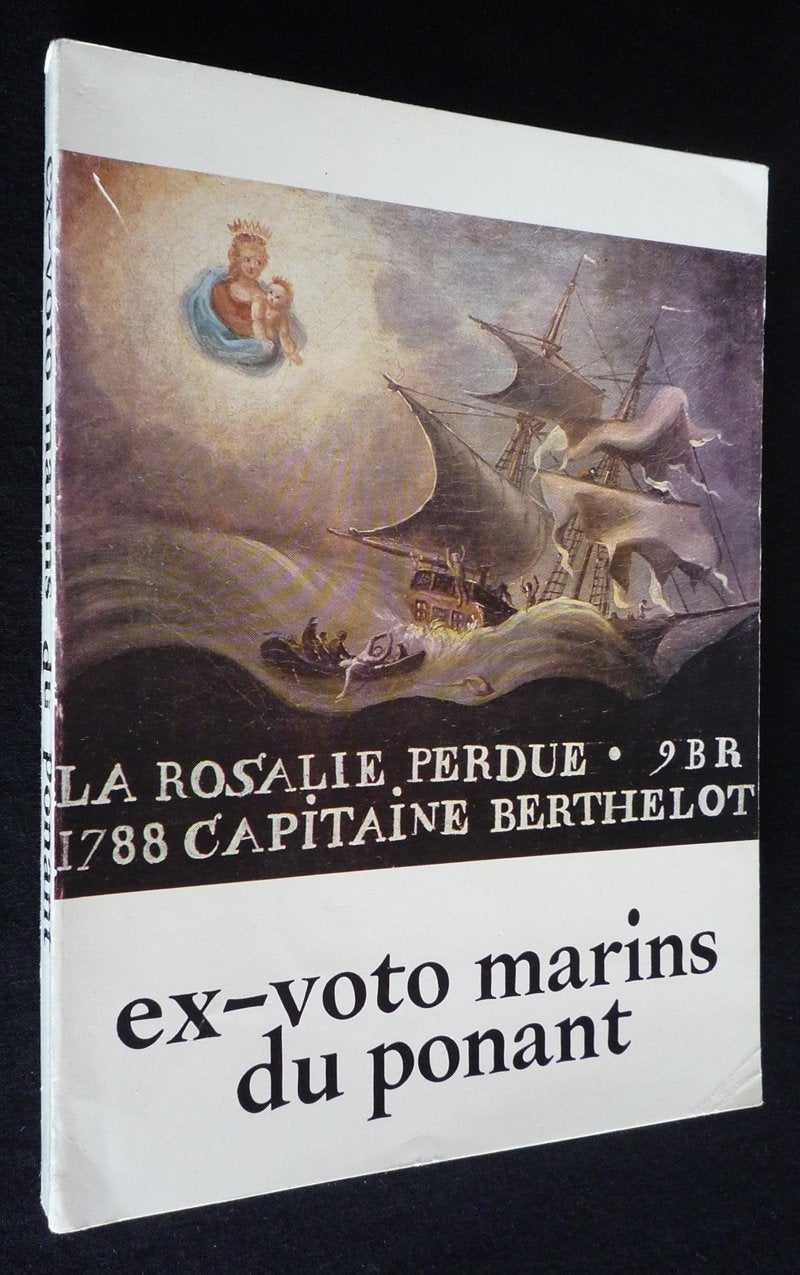 LA ROSALIE PERDUE • 9BR
1788 CAPiTAiNE BERTHELOT
ex-voto marins
du ponant
ex-voto marins du ponant